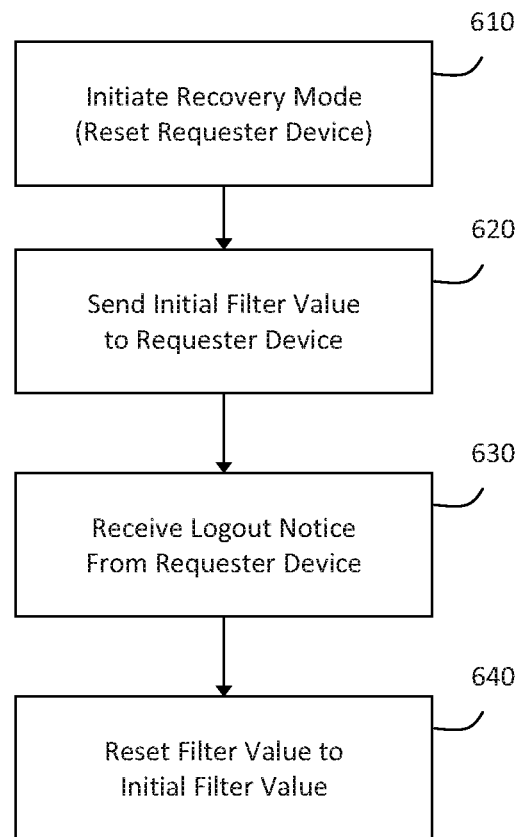 610
Initiate Recovery Mode
(Reset Requester Device)
620
Send Initial Filter Value
to Requester Device
630
Receive Logout Notice
From Requester Device
640
Reset Filter Value to
Initial Filter Value